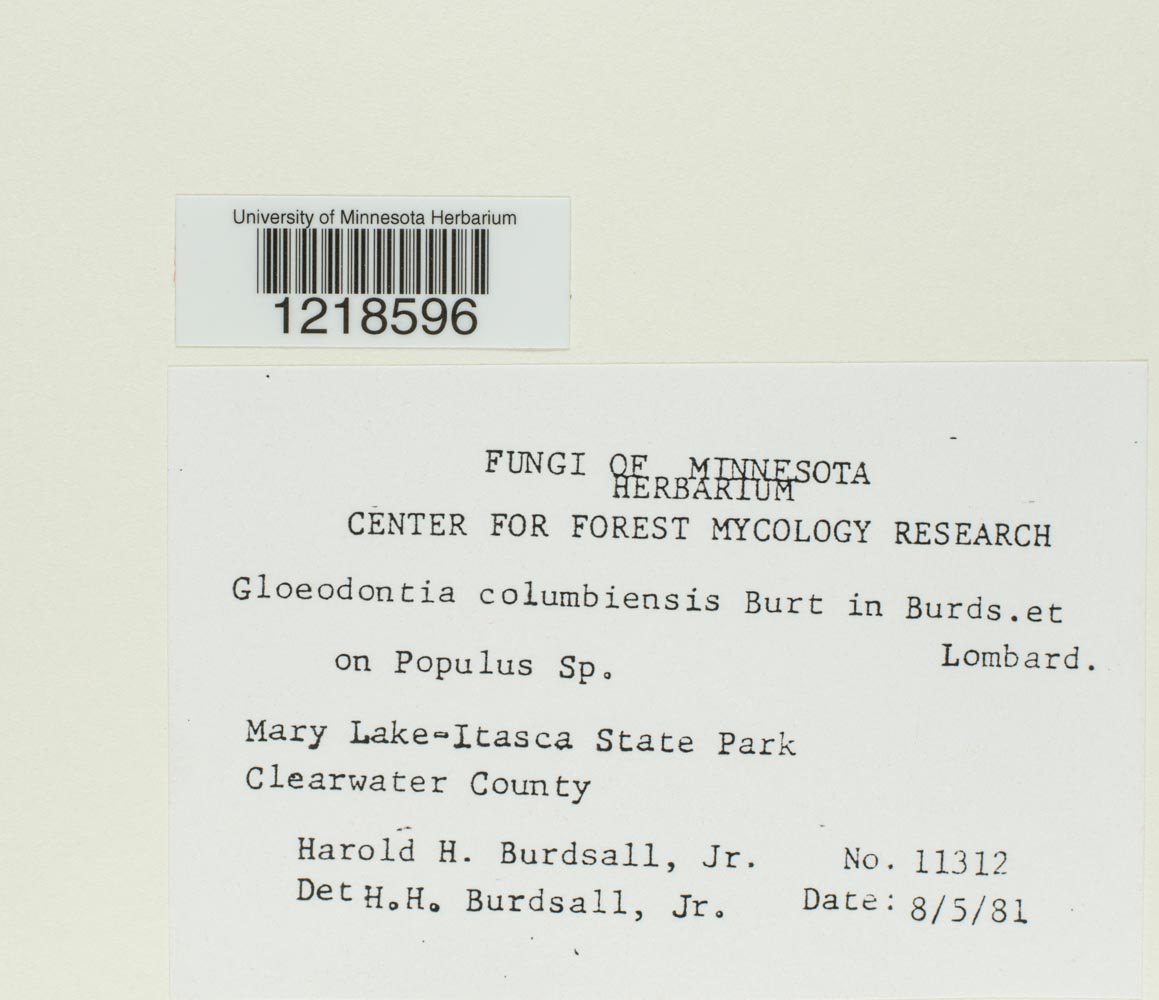 University of Minnesota Herbarium
1218596
FUNGI OF MINNESOTA
HERBARIUM
CENTER FOR FOREST MYCOLOGY RESEARCH
Gloeodontia columbiensis Burt in Burds.et
Lombard.
on Populus Sp.
Mary Lake-Itasca State Park
Clearwater County
Harold H. Burdsall, Jr. No. 11312
Det H.H. Burdsall, Jr. Date: 8/5/81